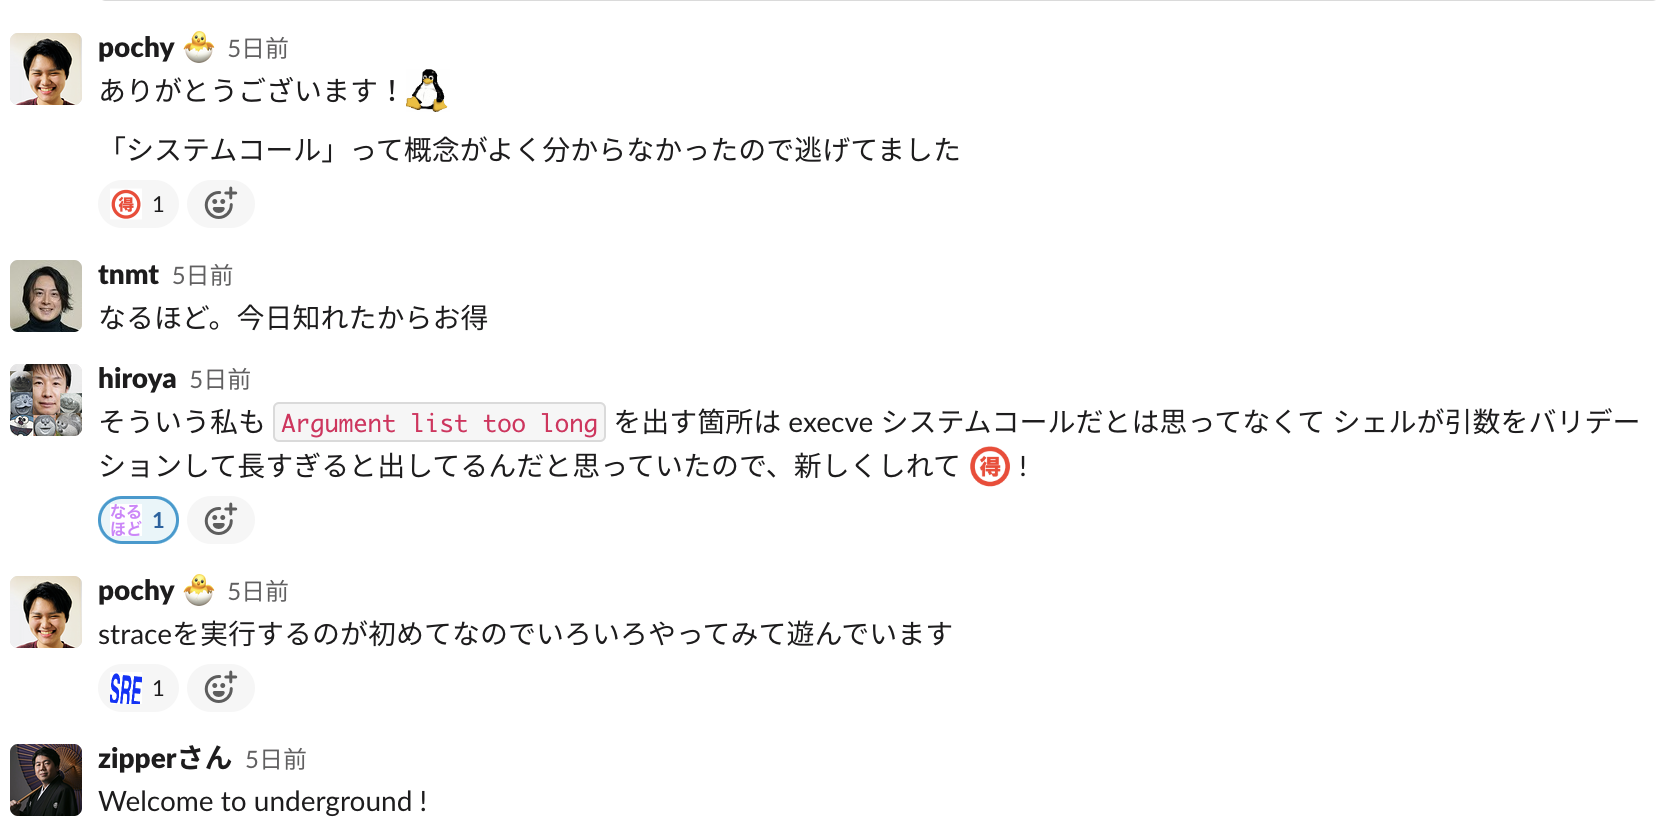 pochy 5日前
ありがとうございます！
「システムコール」って概念がよく分からなかったので逃げてました
得 1
tnmt 5日前
なるほど。今日知れたからお得
hiroya 5日前
そういう私も Argument list too long を出す箇所は execve システムコールだとは思ってなくて シェルが引数をバリデー
ションして長すぎると出してるんだと思っていたので、新しくしれて 得 !
なる
ほど 1
pochy 5日前
straceを実行するのが初めてなのでいろいろやってみて遊んでいます
SRE 1
zipperさん 5日前
Welcome to underground !